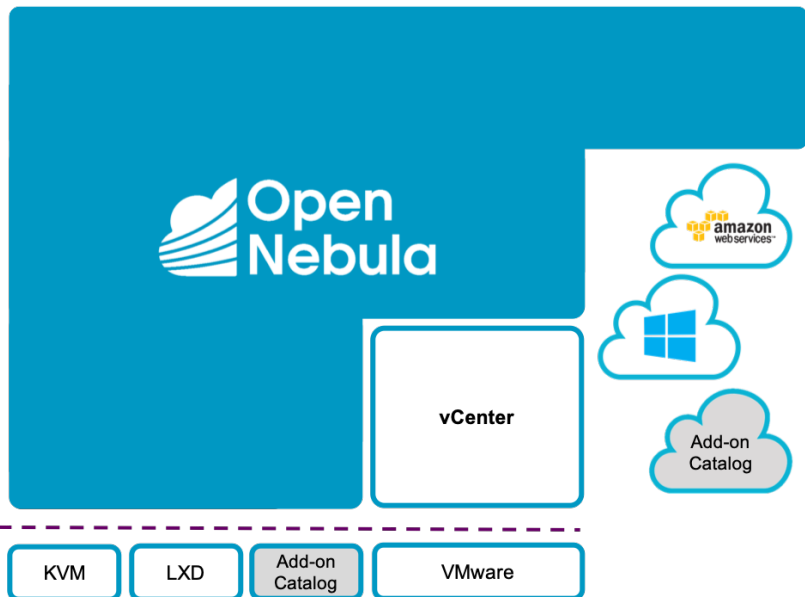 Open
Nebula
amazon
webservices™
vCenter
Add-on
Catalog
KVM
LXD
Add-on
Catalog
VMware